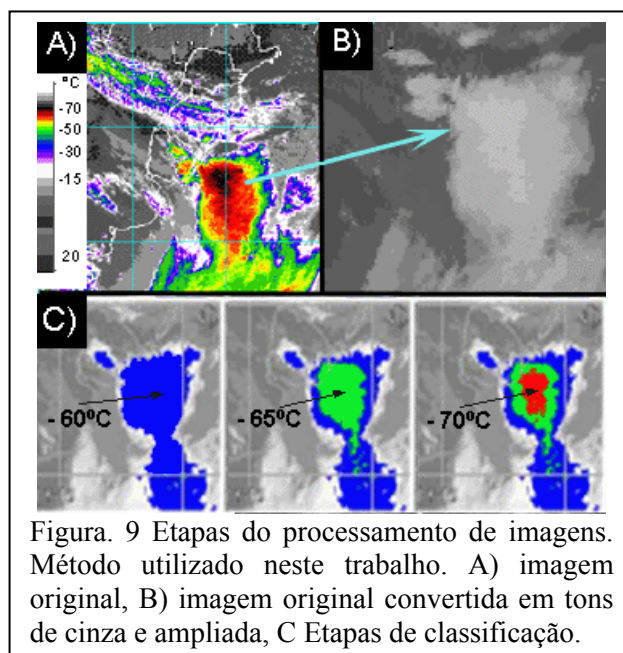 A)
B)
°C
-70
-50
-30
-15
20
C)
- 60ºC
- 65ºC
- 70ºC
Figura. 9 Etapas do processamento de imagens.
Método utilizado neste trabalho. A) imagem
original, B) imagem original convertida em tons
de cinza e ampliada, C Etapas de classificação.